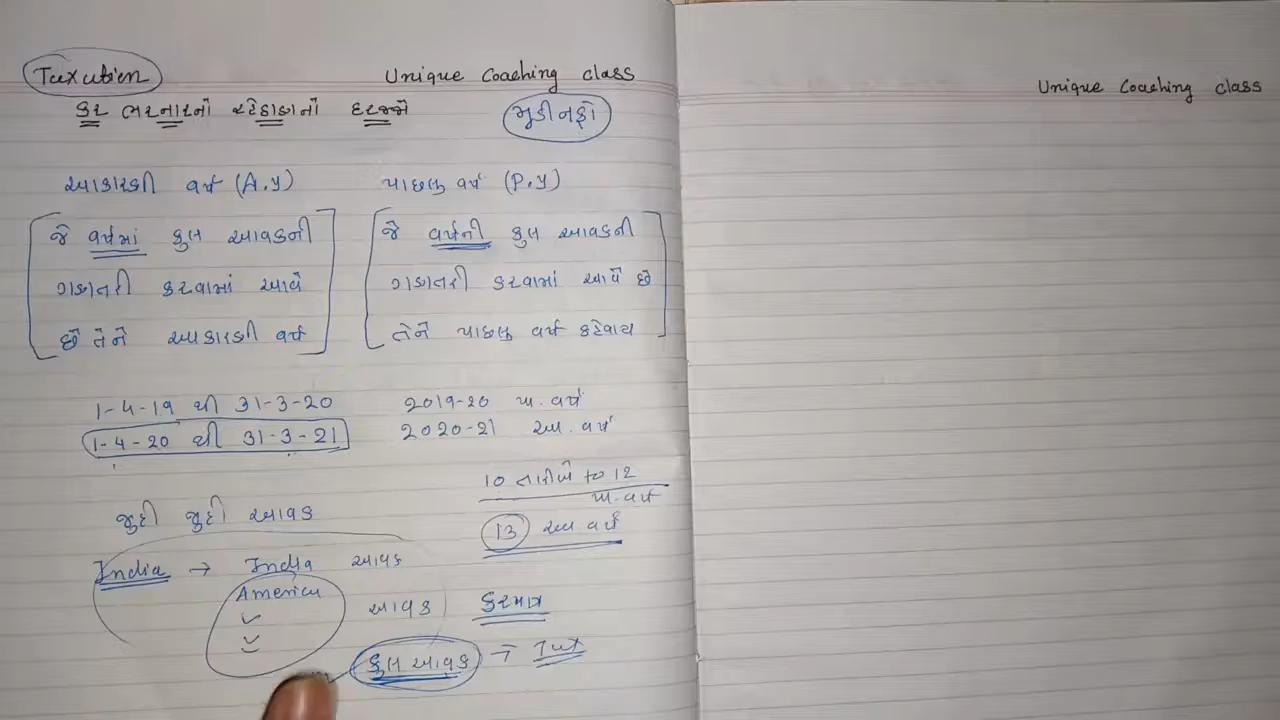 Taxation
Unique Coaching Class
કર ભરનારનો રહેઠાણનો દરજ્જો
મૂડી નફો
આકારણી વર્ષ (A.Y)
પાછલુ વર્ષ (P.Y)
જે વર્ષમાં કુલ આવકની
ગણતરી કરવામાં આવે
છે તેને આકારણી વર્ષ
જે વર્ષની કુલ આવકની
ગણતરી કરવામાં આવે છે
તેને પાછલુ વર્ષ કહેવાય
1-4-19 થી 31-3-20 2019-20 પા. વર્ષ
1-4-20 થી 31-3-21 2020-21 આ. વર્ષ
10 તારીખે to 12
પા. વર્ષ
13 આ વર્ષ
જુદી જુદી આવક
India → India આવક
America આવક કરમાત્ર
કુલ આવક → Tax
Unique Coaching Class